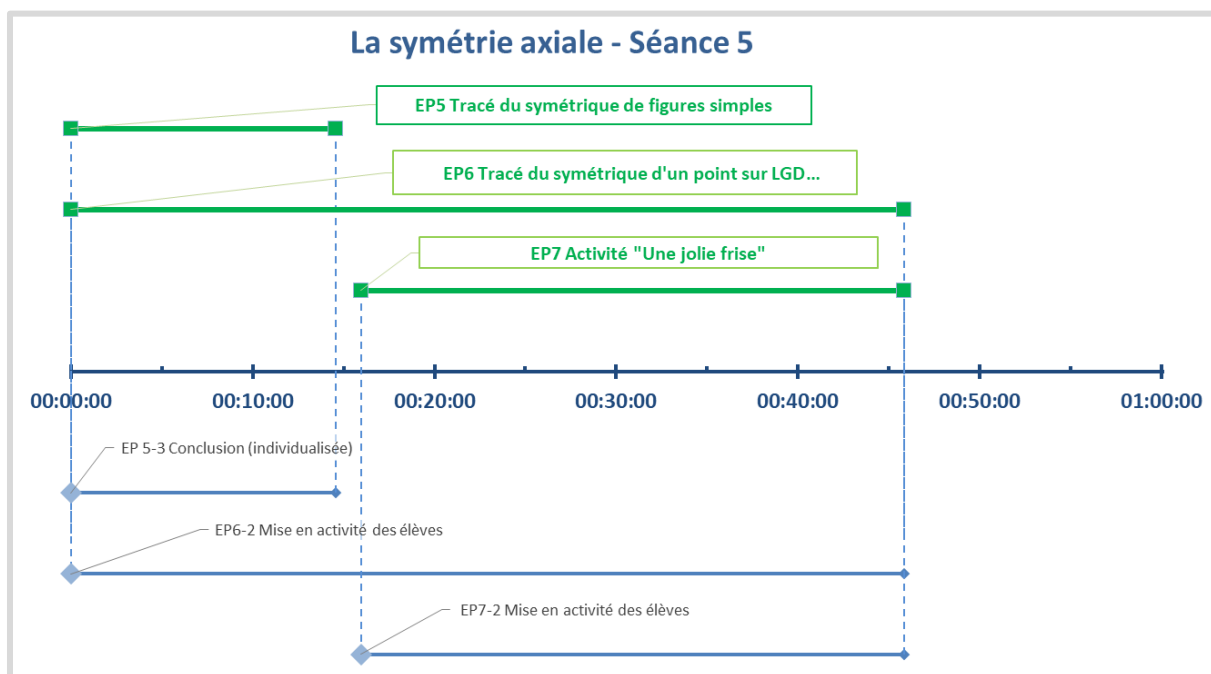 La symétrie axiale - Séance 5
EP5 Tracé du symétrique de figures simples
EP6 Tracé du symétrique d'un point sur LGD...
EP7 Activité "Une jolie frise"
00:00:00 00:10:00 00:20:00 00:30:00 00:40:00 00:50:00 01:00:00
EP 5-3 Conclusion (individualisée)
EP6-2 Mise en activité des élèves
EP7-2 Mise en activité des élèves